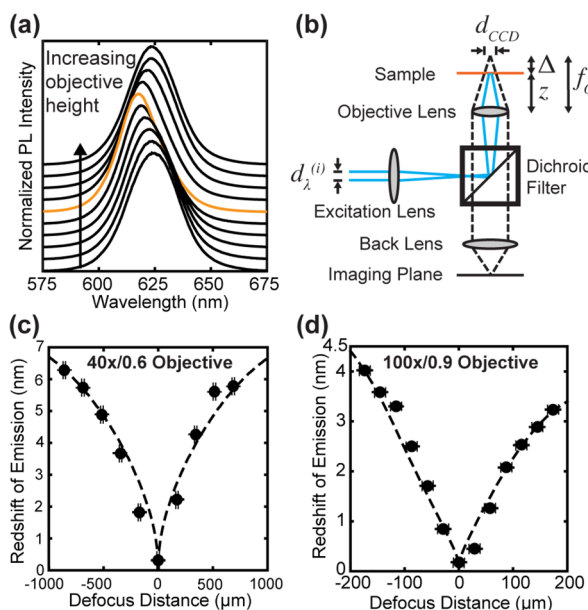 (a)
Increasing
objective
height
Normalized PL Intensity
575 600 625 650 675
Wavelength (nm)
(b)
d_CCD
Sample
Δ
z
Objective Lens
d_λ^(i)
Excitation Lens
Dichroic
Filter
Back Lens
Imaging Plane
(c)
40x/0.6 Objective
Redshift of Emission (nm)
7
6
5
4
3
2
1
0
-1000 -500 0 500 1000
Defocus Distance (µm)
(d)
100x/0.9 Objective
Redshift of Emission (nm)
4.5
4
3
2
1
0
-200 -100 0 100 200
Defocus Distance (µm)